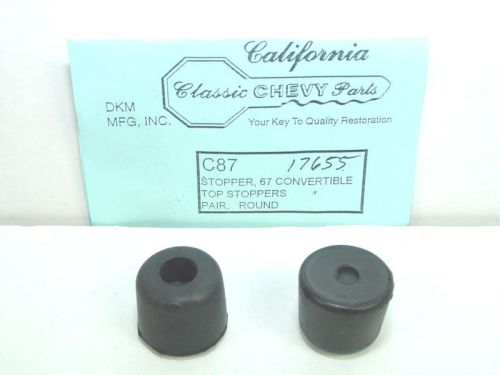 California
Classic CHEVY Parts
DKM
MFG, INC.
Your Key To Quality Restoration
C87 17655
STOPPER, 67 CONVERTIBLE
TOP STOPPERS
PAIR, ROUND